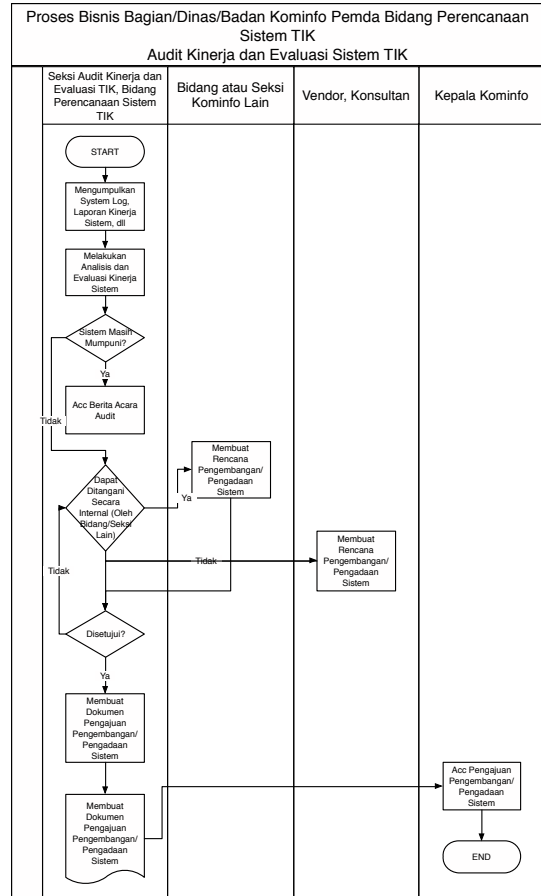 Proses Bisnis Bagian/Dinas/Badan Kominfo Pemda Bidang Perencanaan
Sistem TIK
Audit Kinerja dan Evaluasi Sistem TIK
Seksi Audit Kinerja dan
Evaluasi TIK, Bidang
Perencanaan Sistem
TIK
Bidang atau Seksi
Kominfo Lain
Vendor, Konsultan
Kepala Kominfo
START
Mengumpulkan
System Log,
Laporan Kinerja
Sistem, dll
Melakukan
Analisis dan
Evaluasi Kinerja
Sistem
Sistem Masih
Mumpuni?
Ya
Acc Berita Acara
Audit
Tidak
Dapat
Ditangani
Secara
Internal (Oleh
Bidang/Seksi
Lain)
Ya
Membuat
Rencana
Pengembangan/
Pengadaan
Sistem
Tidak
Membuat
Rencana
Pengembangan/
Pengadaan
Sistem
Tidak
Disetujui?
Ya
Membuat
Dokumen
Pengajuan
Pengembangan/
Pengadaan
Sistem
Membuat
Dokumen
Pengajuan
Pengembangan/
Pengadaan
Sistem
Acc Pengajuan
Pengembangan/
Pengadaan
Sistem
END